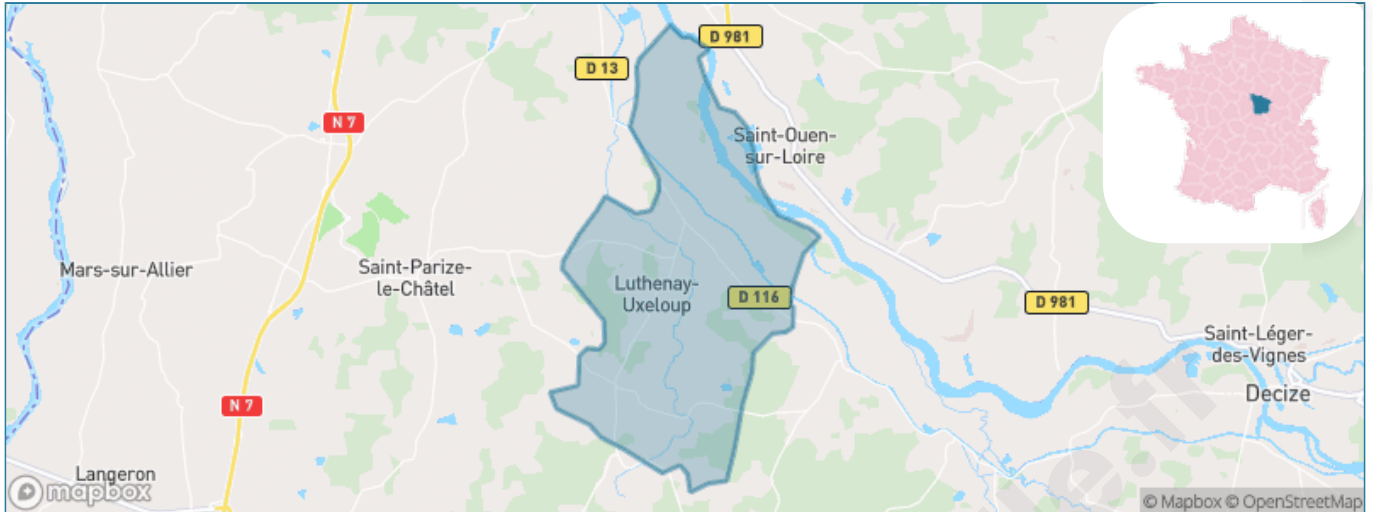 D 981
D 13
N 7
Saint-Ouen-
sur-Loire
Mars-sur-Allier
Saint-Parize-
le-Châtel
Luthenay-
Uxeloup
D 116
D 981
Saint-Léger-
des-Vignes
Decize
N 7
Langeron
mapbox
© Mapbox © OpenStreetMap